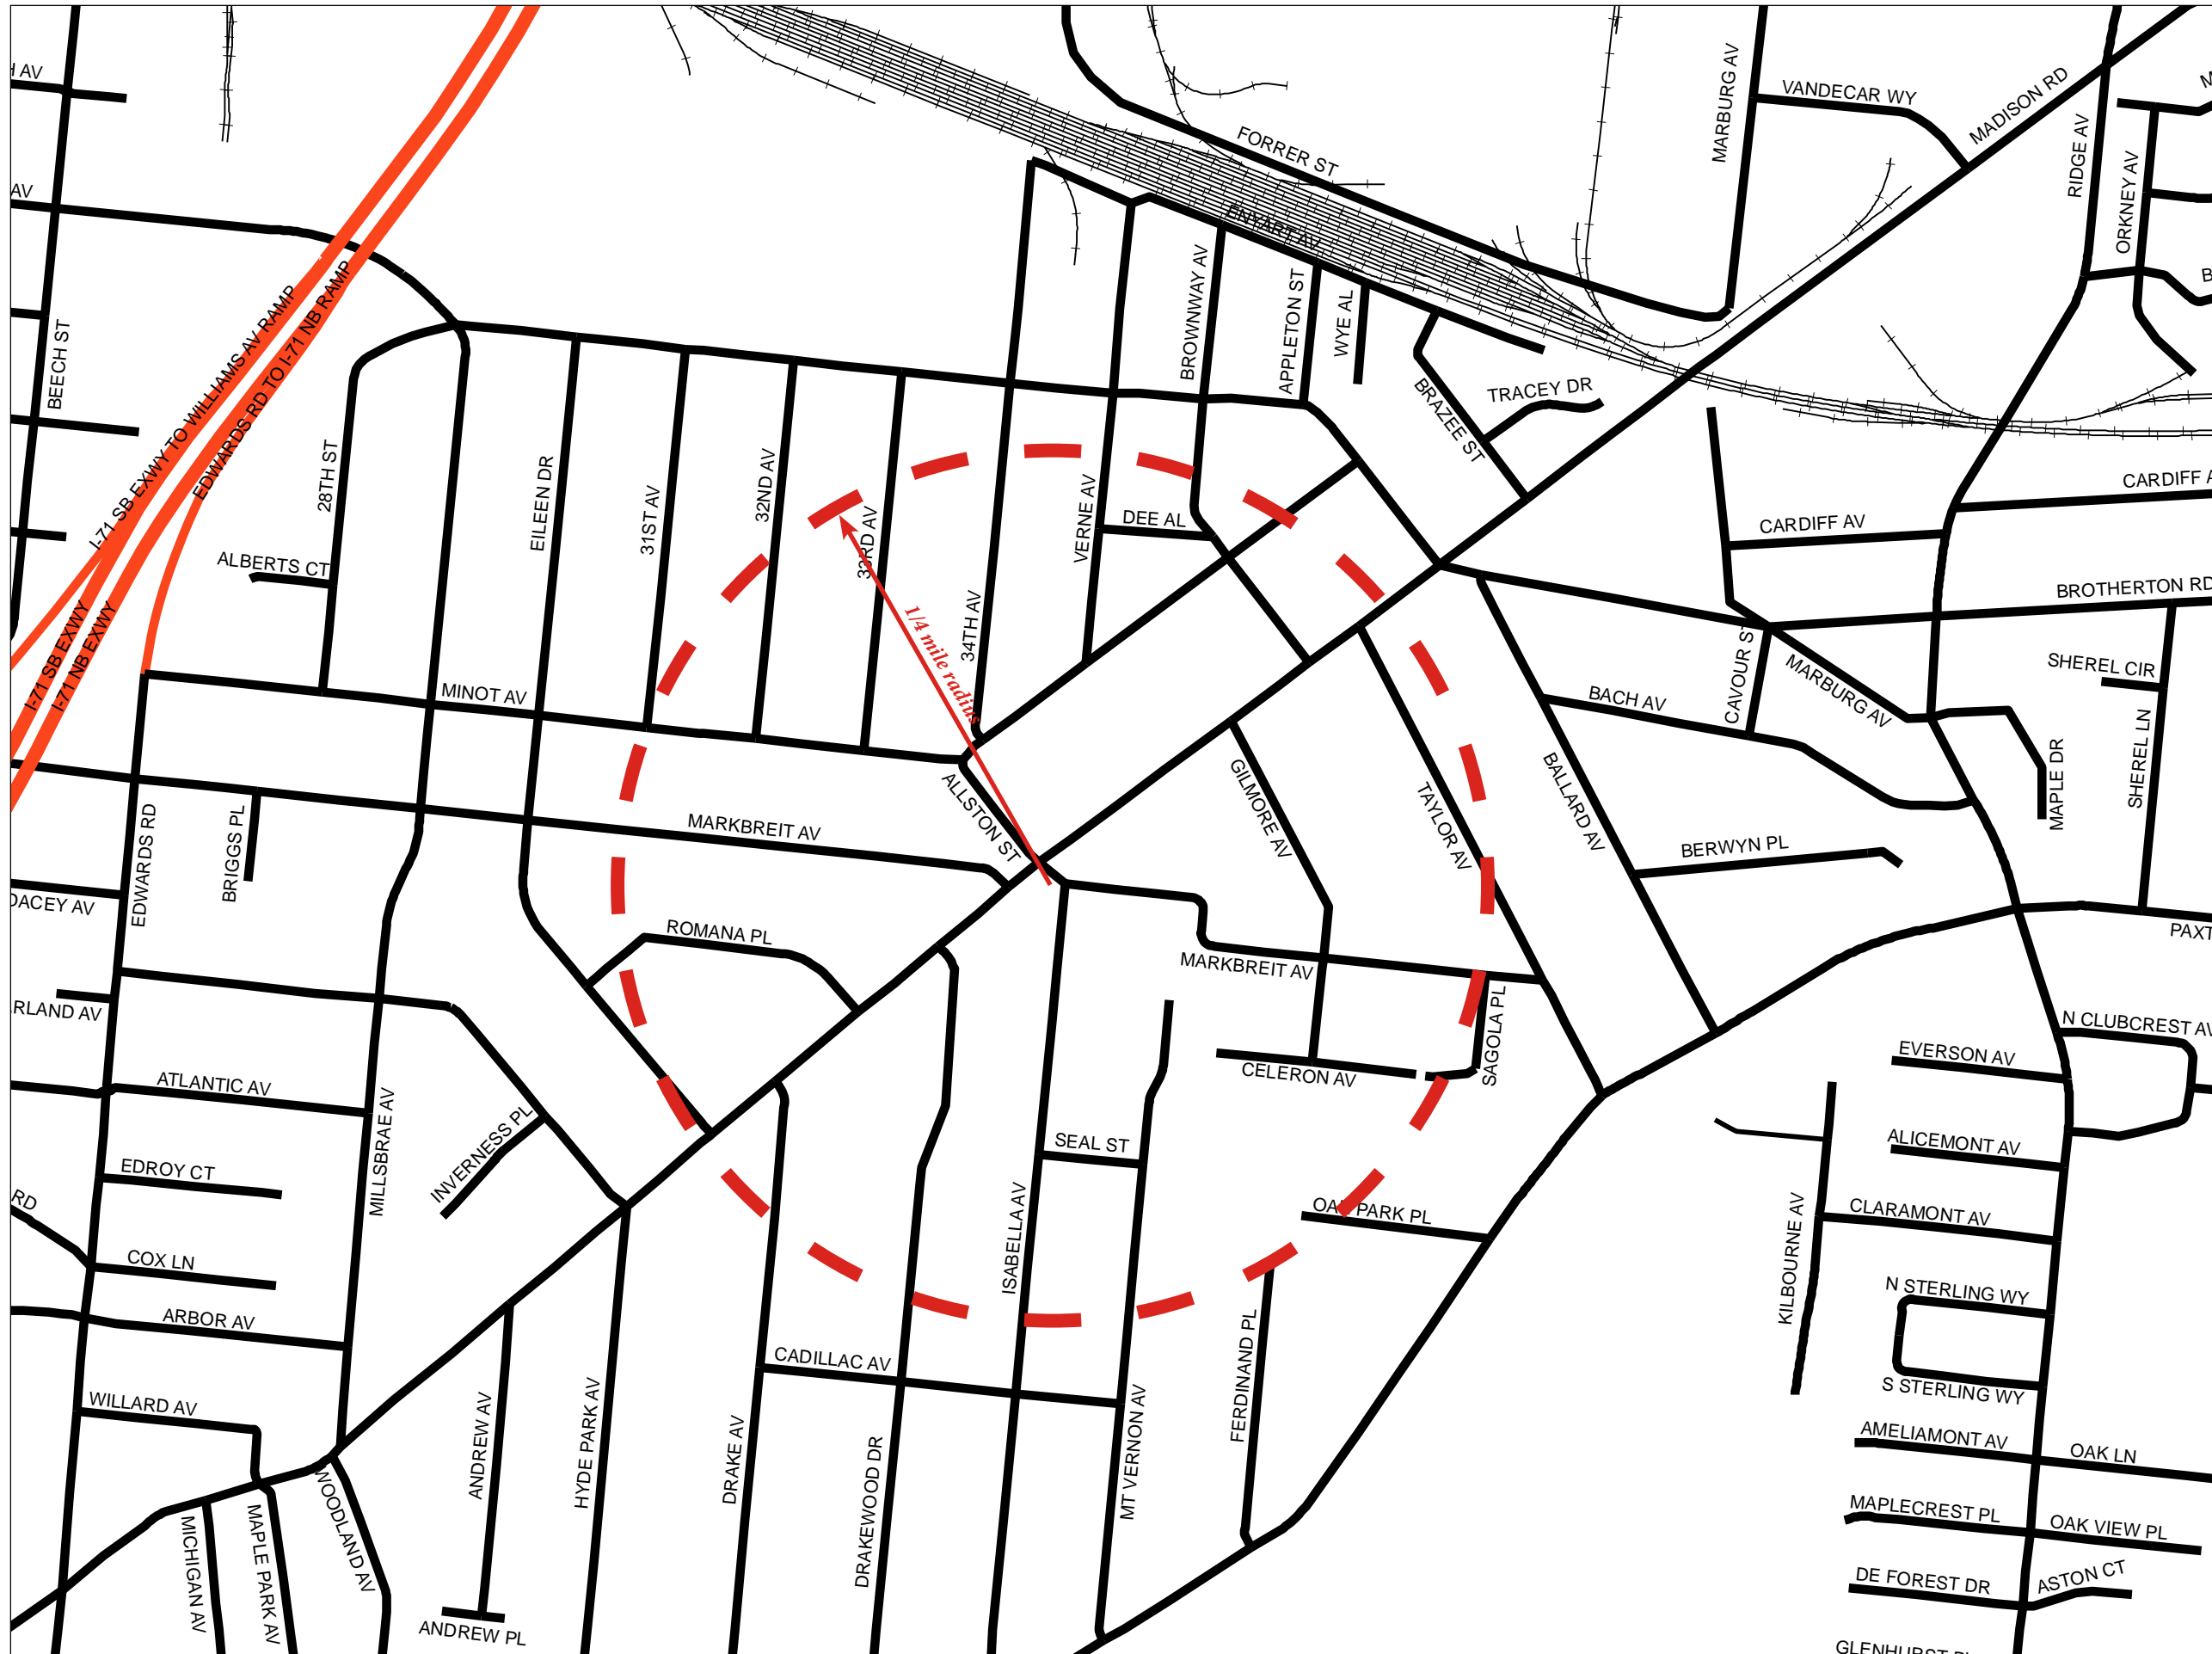 AV
MARBURG AV
VANDECAR WY
MADISON RD
RIDGE AV
ORKNEY AV
FORRER ST
AV
ENYART AV
BROWNWAY AV
APPLETON ST
WYE AL
BRAZEE ST
TRACEY DR
BEECH ST
I-71 SB EXWY TO WILLIAMS AV RAMP
EDWARDS RD TO I-71 NB RAMP
28TH ST
EILEEN DR
31ST AV
32ND AV
33RD AV
34TH AV
VERNE AV
DEE AL
CARDIFF AV
CARDIFF A
BROTHERTON RD
ALBERTS CT
I-71 SB EXWY
I-71 NB EXWY
1/4 mile radius
MINOT AV
CAVOUR ST
MARBURG AV
BACH AV
SHEREL CIR
SHEREL LN
MAPLE DR
ALLSTON ST
GILMORE AV
TAYLOR AV
BALLARD AV
BERWYN PL
EDWARDS RD
BRIGGS PL
MARKBREIT AV
DACEY AV
ROMANA PL
MARKBREIT AV
PAXT
RLAND AV
SAGOLA PL
N CLUBCREST AV
EVERSON AV
CELERON AV
ATLANTIC AV
MILLSBRAE AV
INVERNESS PL
SEAL ST
ALICEMONT AV
EDROY CT
RD
ISABELLA AV
OAK PARK PL
KILBOURNE AV
CLARAMONT AV
COX LN
N STERLING WY
ARBOR AV
CADILLAC AV
FERDINAND PL
S STERLING WY
WILLARD AV
ANDREW AV
HYDE PARK AV
DRAKE AV
DRAKEWOOD DR
MT VERNON AV
AMELIAMONT AV
OAK LN
MICHIGAN AV
MAPLE PARK AV
WOODLAND AV
MAPLECREST PL
OAK VIEW PL
DE FOREST DR
ASTON CT
ANDREW PL